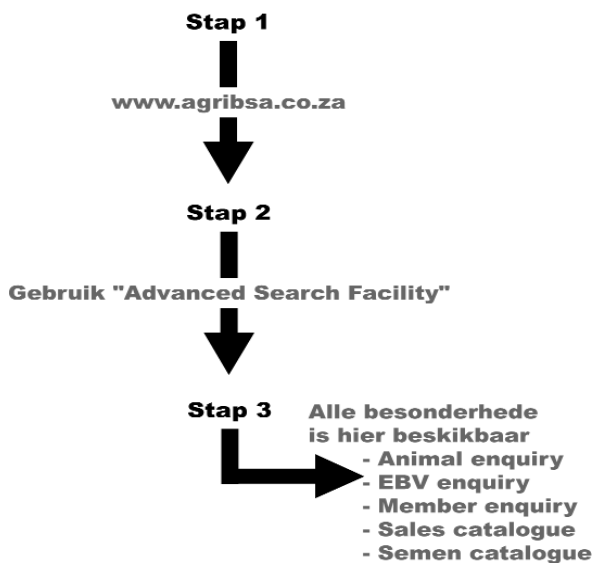 Stap 1
www.agribsa.co.za
Stap 2
Gebruik "Advanced Search Facility"
Stap 3
Alle besonderhede
is hier beskikbaar
- Animal enquiry
- EBV enquiry
- Member enquiry
- Sales catalogue
- Semen catalogue